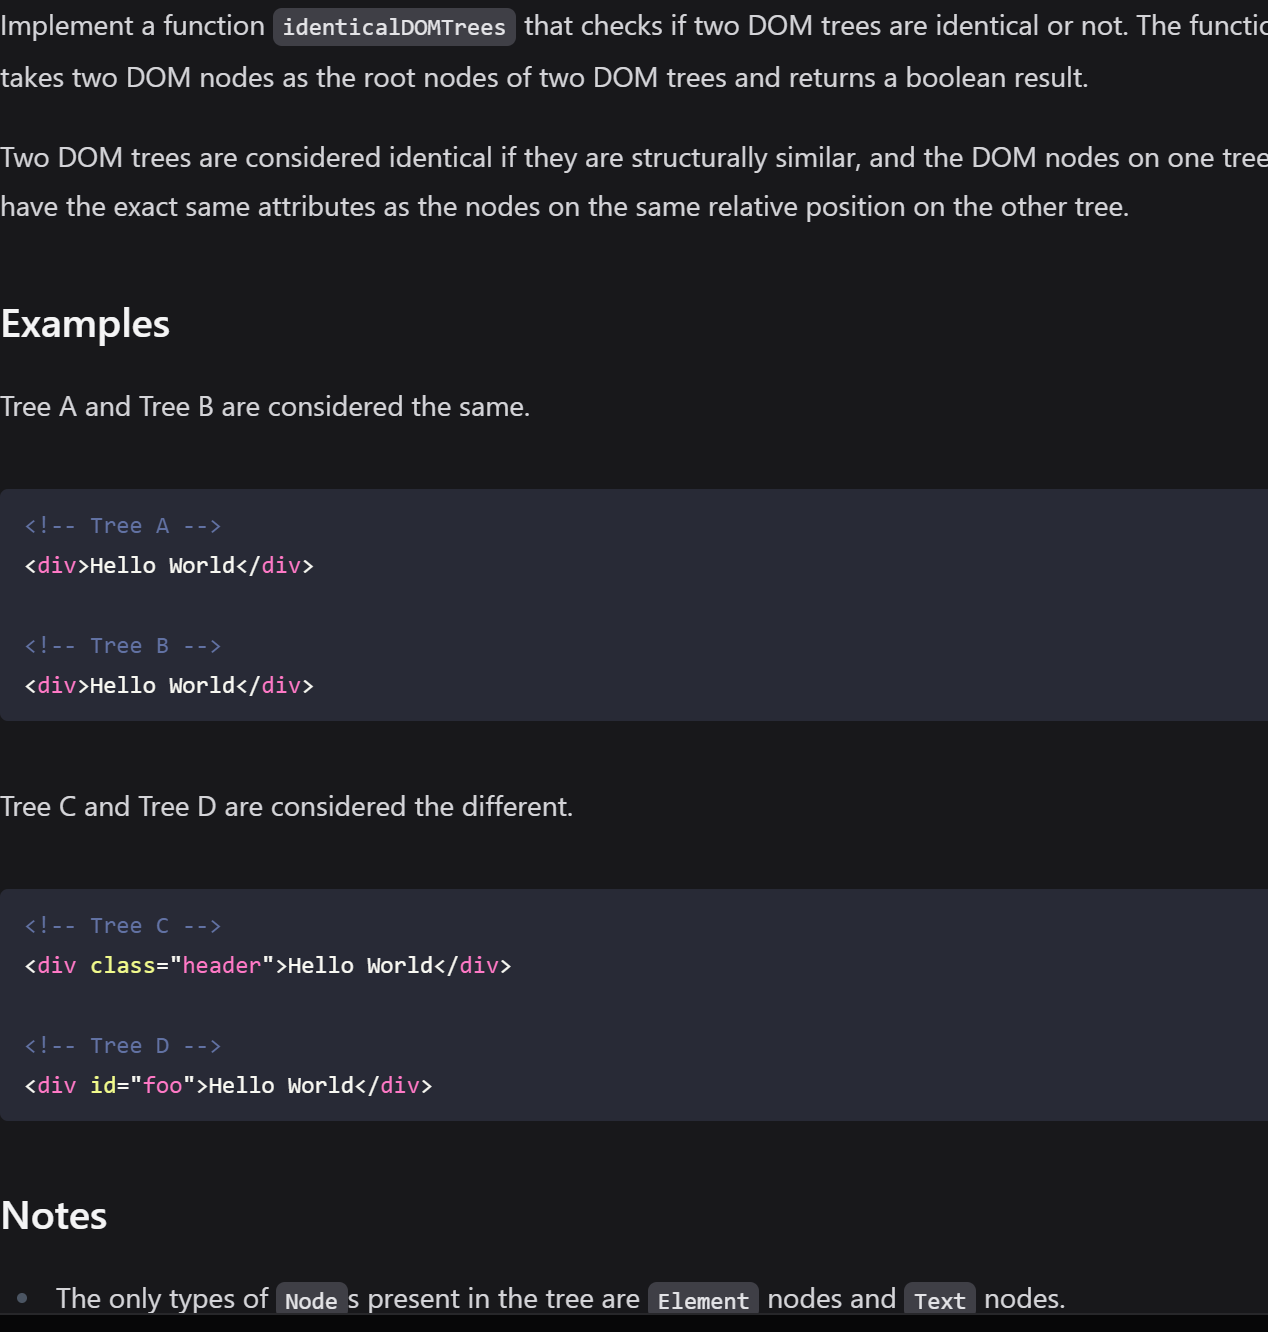 Implement a function identicalDOMTrees that checks if two DOM trees are identical or not. The
takes two DOM nodes as the root nodes of two DOM trees and returns a boolean result.
Two DOM trees are considered identical if they are structurally similar, and the DOM nodes on one tree
have the exact same attributes as the nodes on the same relative position on the other tree.
Examples
Tree A and Tree B are considered the same.
<!-- Tree A -->
<div>Hello World</div>
<!-- Tree B -->
<div>Hello World</div>
Tree C and Tree D are considered the different.
<!-- Tree C -->
<div class="header">Hello World</div>
<!-- Tree D -->
<div id="foo">Hello World</div>
Notes
• The only types of Nodes present in the tree are Element nodes and Text nodes.